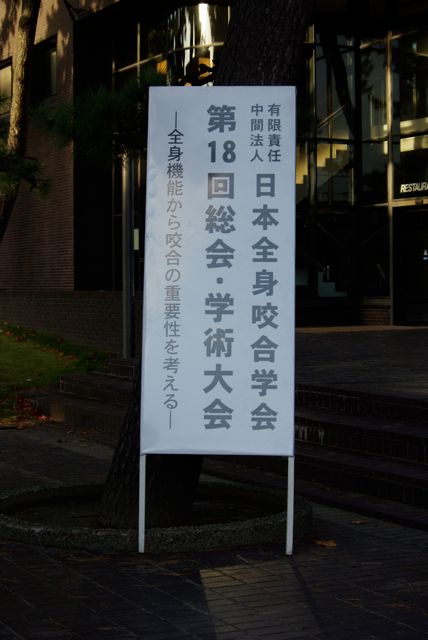 有限責任
中間法人
日本全身咬合学会
第18回総会・学術大会
―全身機能から咬合の重要性を考える―
RESTAURA